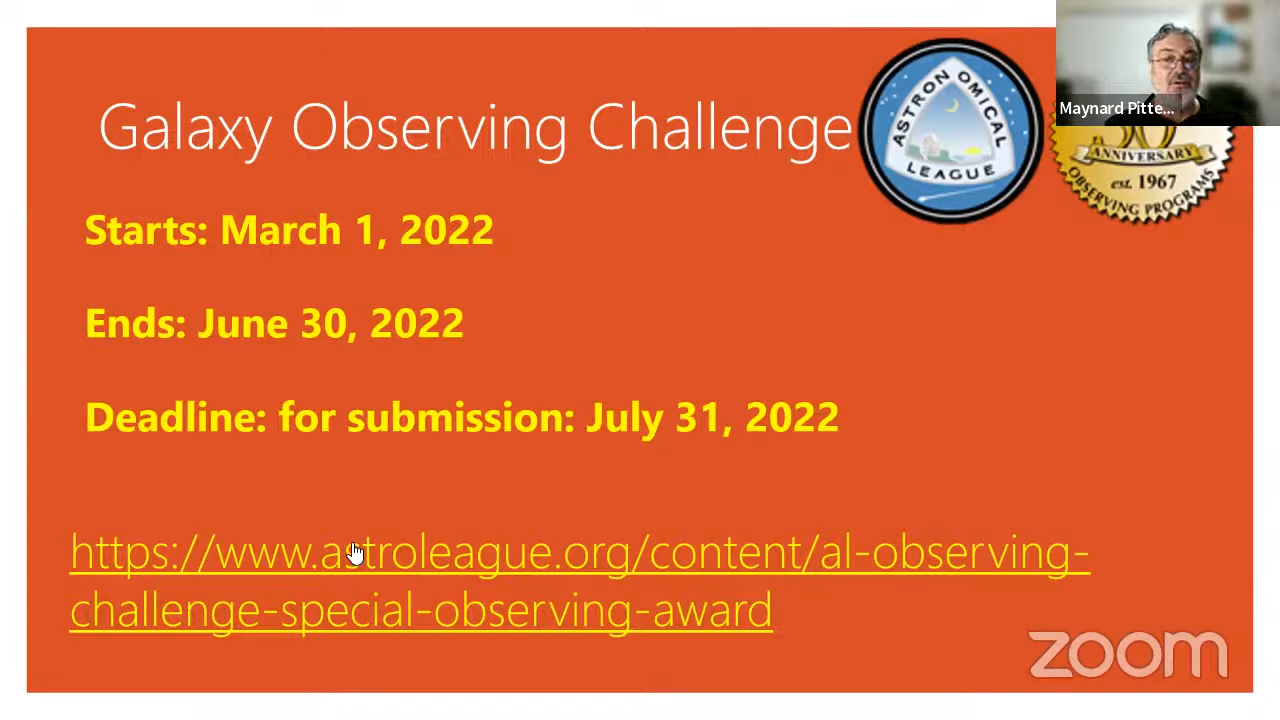 Galaxy Observing Challenge
ASTRONOMICAL
LEAGUE
Maynard Pitte...
50
ANNIVERSARY
est. 1967
OBSERVING PROGRAMS
Starts: March 1, 2022
Ends: June 30, 2022
Deadline: for submission: July 31, 2022
https://www.astroleague.org/content/al-observing-
challenge-special-observing-award
zoom